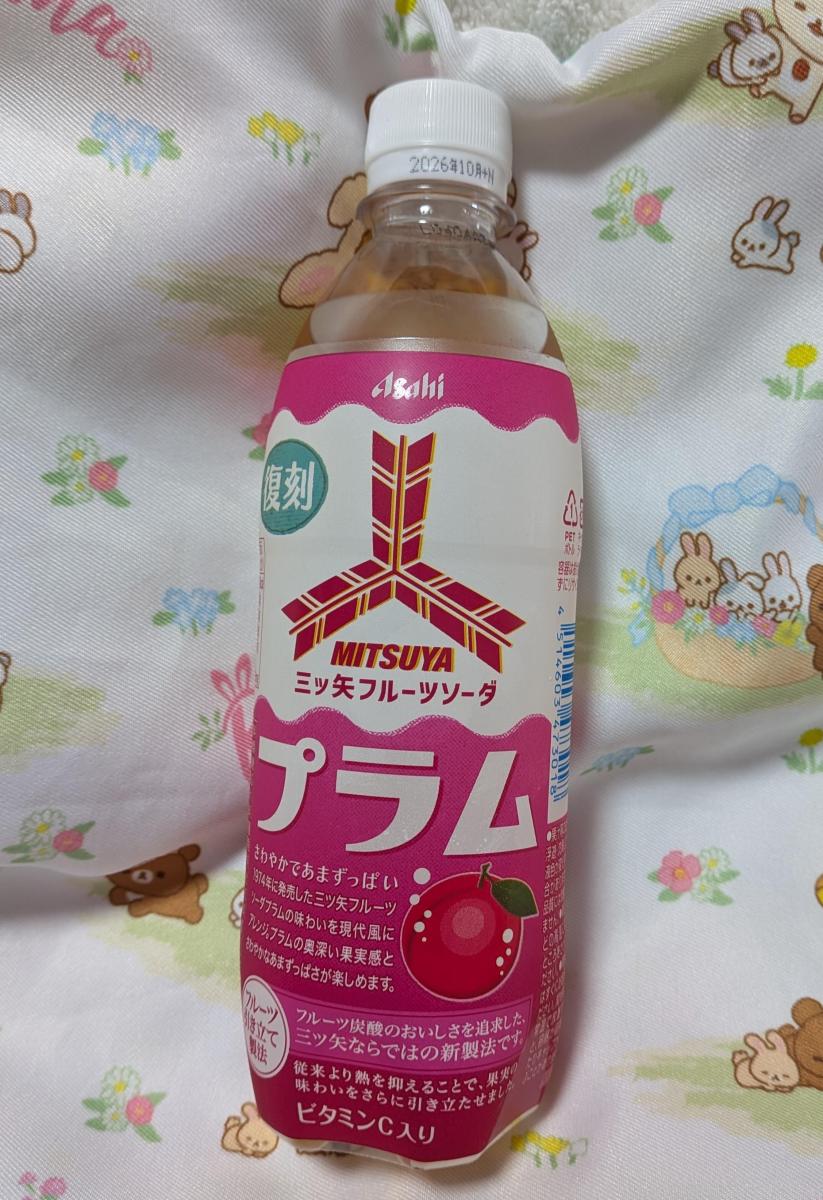 2026年10月+N
Asahi
復刻
MITSUYA
三ツ矢フルーツソーダ
PET
ボトル
4514603473018
プラム
さわやかであまずっぱい
1974年に発売した三ツ矢フルーツ
ソーダプラムの味わいを現代風に
アレンジ。プラムの奥深い果実感と
さわやかなあまずっぱさが楽しめます。
フルーツ
引き立て
製法
フルーツ炭酸のおいしさを追求した、
三ツ矢ならではの新製法です。
従来より熱を抑えることで、果実の
味わいをさらに引き立たせました。
ビタミンC入り